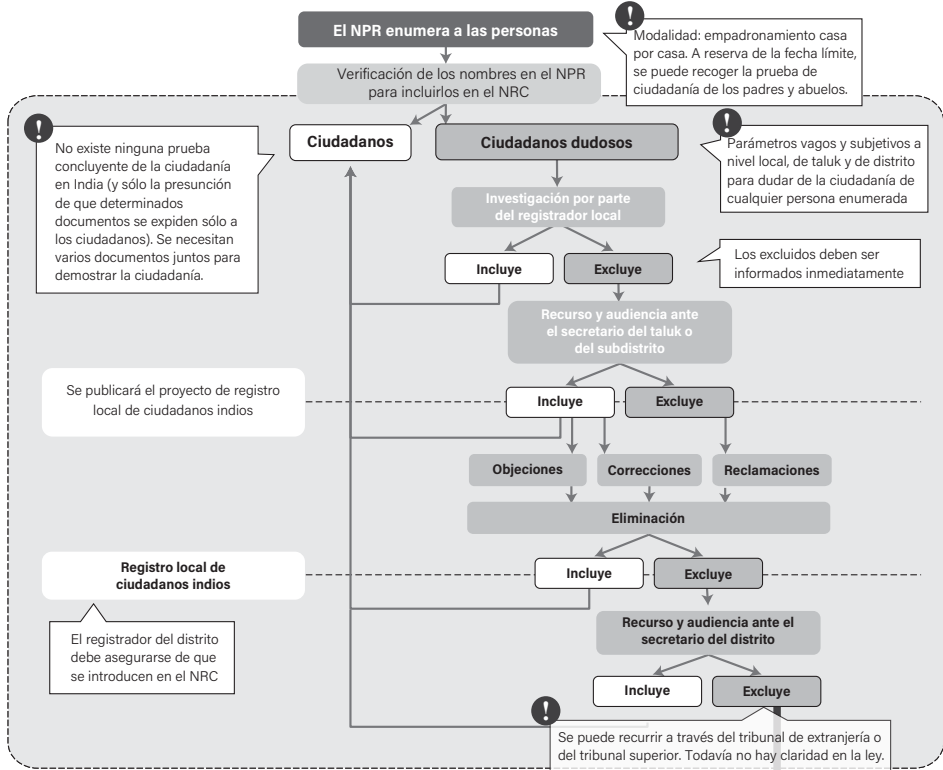 El NPR enumera a las personas
!
Modalidad: empadronamiento casa
por casa. A reserva de la fecha límite,
se puede recoger la prueba de
ciudadanía de los padres y abuelos.
Verificación de los nombres en el NPR
para incluirlos en el NRC
!
No existe ninguna prueba
concluyente de la ciudadanía
en India (y sólo la presunción
de que determinados
documentos se expiden sólo a
los ciudadanos). Se necesitan
varios documentos juntos para
demostrar la ciudadanía.
Ciudadanos
Ciudadanos dudosos
!
Parámetros vagos y subjetivos a
nivel local, de taluk y de distrito
para dudar de la ciudadanía de
cualquier persona enumerada
Investigación por parte
del registrador local
Incluye
Excluye
Los excluidos deben ser
informados inmediatamente
Recurso y audiencia ante
el secretario del taluk o
del subdistrito
Se publicará el proyecto de registro
local de ciudadanos indios
Incluye
Excluye
Objeciones
Correcciones
Reclamaciones
Eliminación
Registro local de
ciudadanos indios
Incluye
Excluye
El registrador del distrito
debe asegurarse de que
se introducen en el NRC
Recurso y audiencia ante el
secretario del distrito
Incluye
Excluye
!
Se puede recurrir a través del tribunal de extranjería o
del tribunal superior. Todavía no hay claridad en la ley.